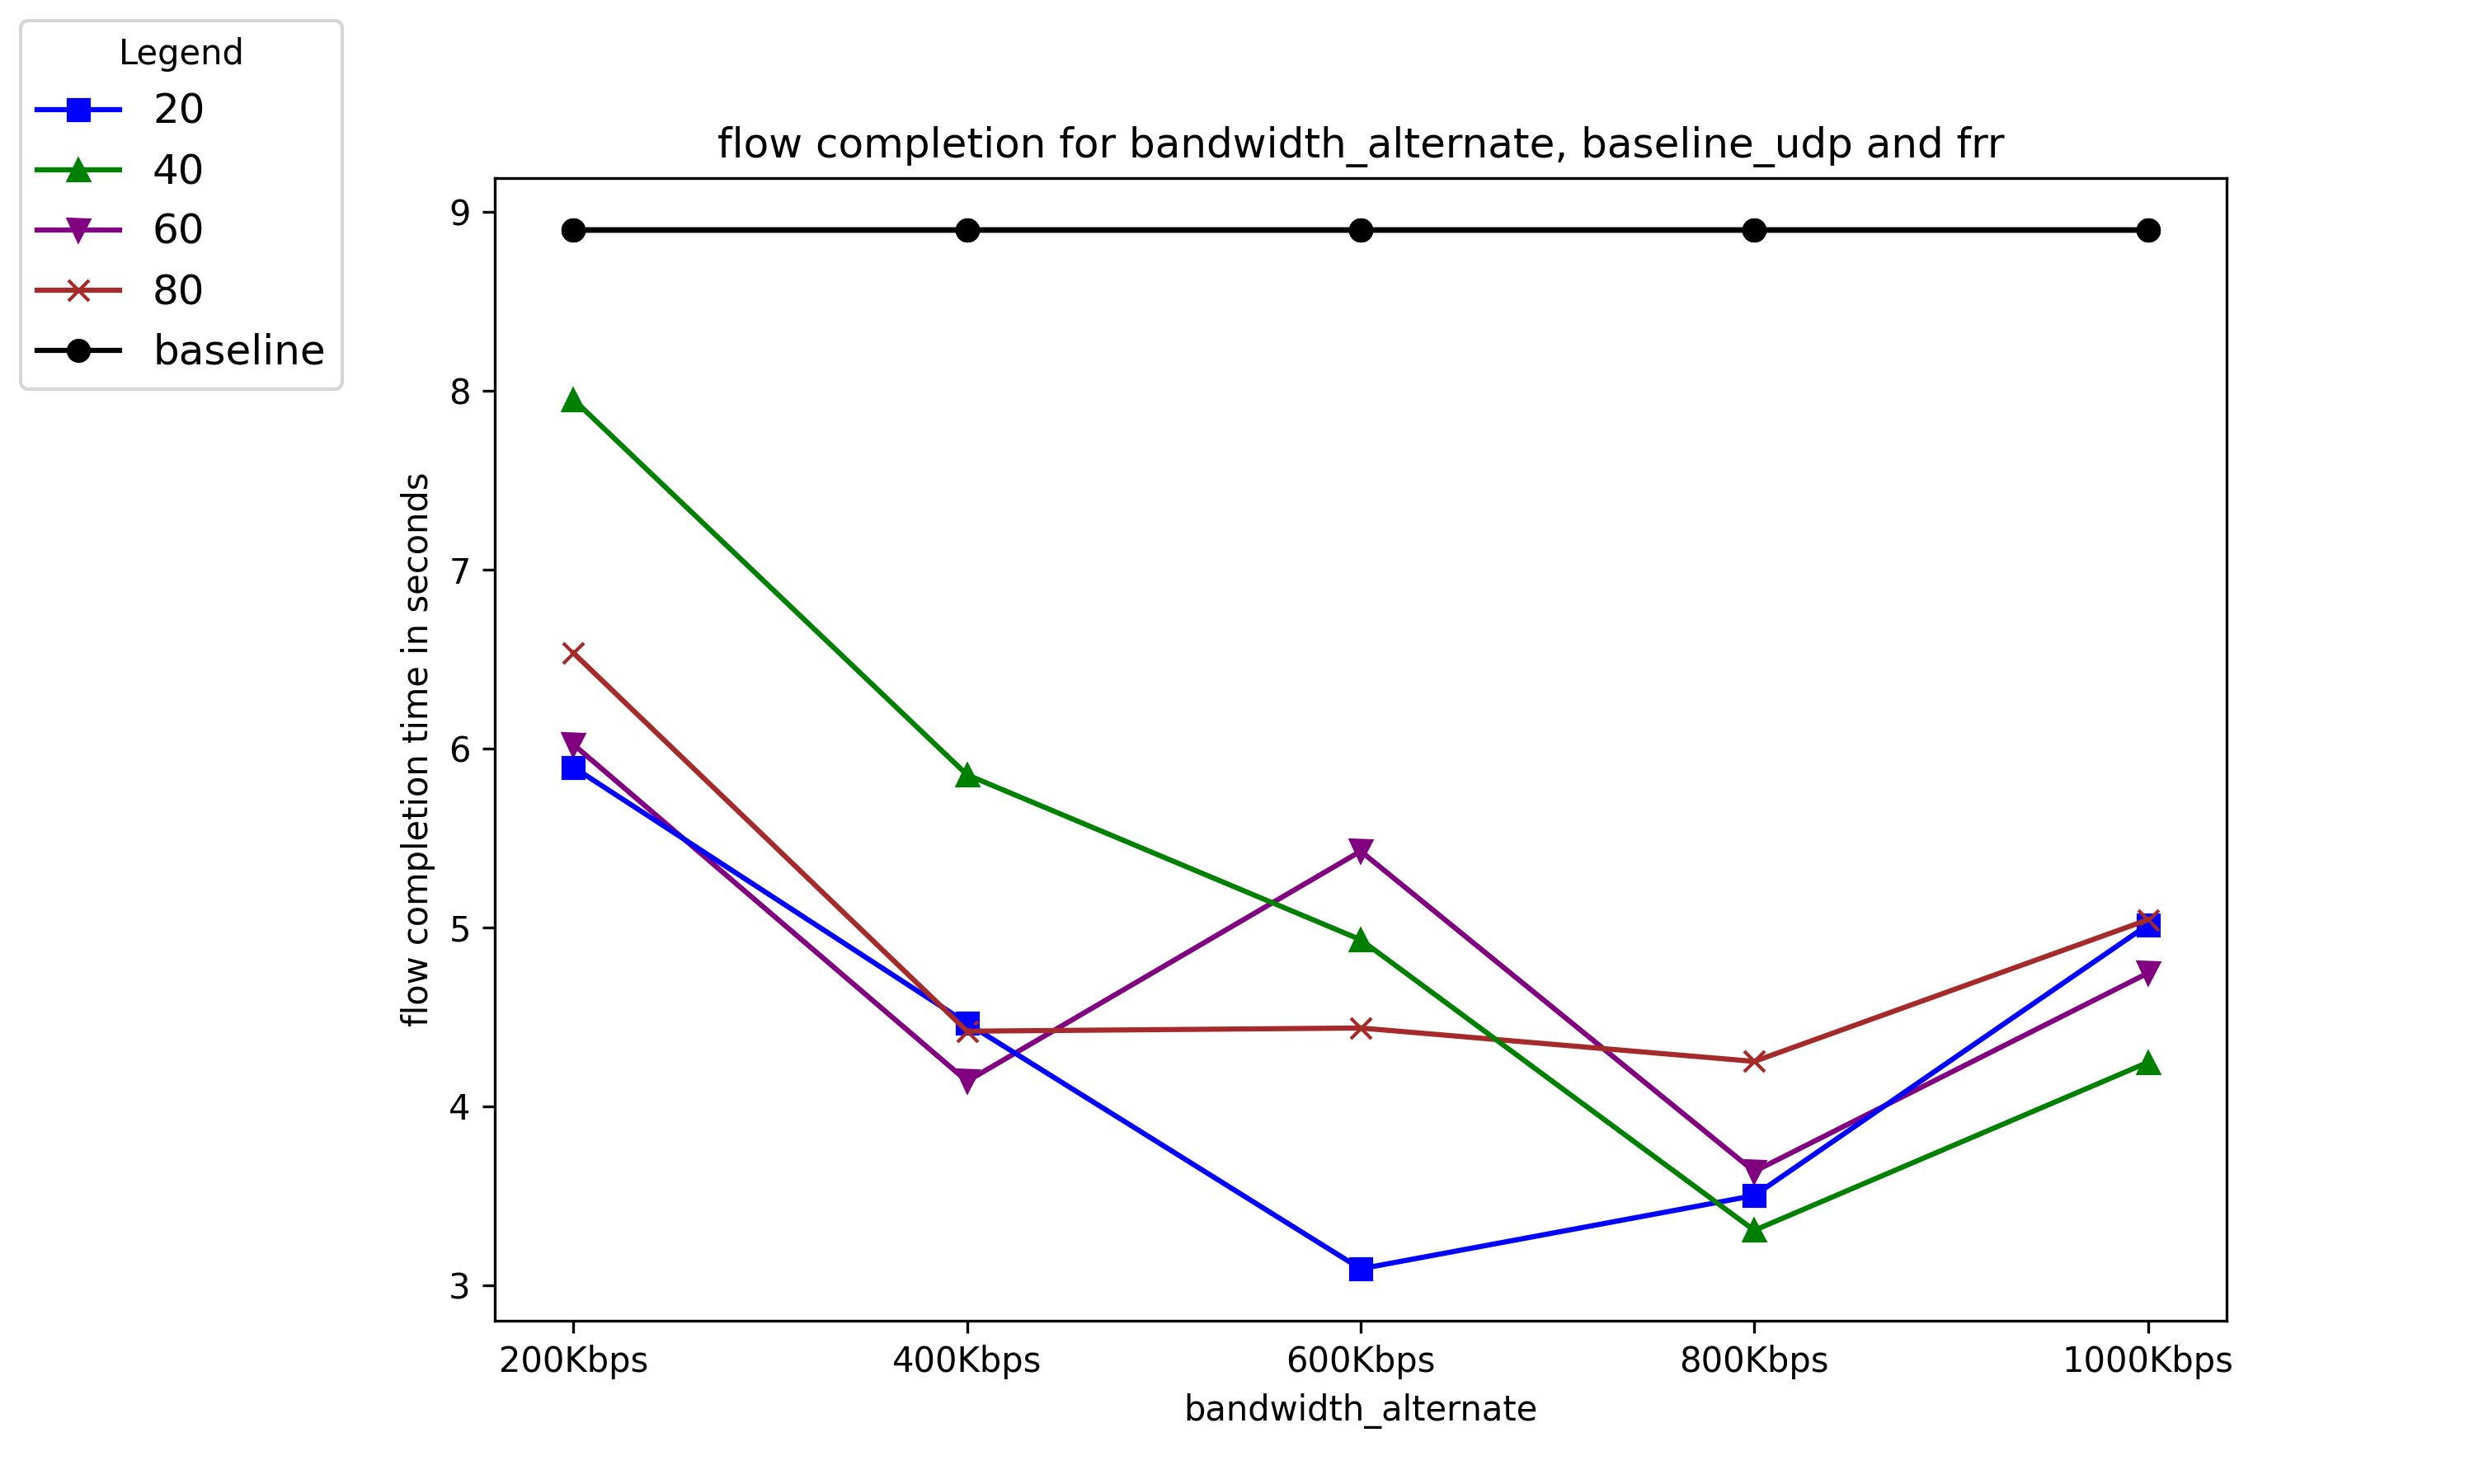 Legend
20
40
60
80
baseline
flow completion for bandwidth_alternate, baseline_udp and frr
flow completion time in seconds
9
8
7
6
5
4
3
200Kbps 400Kbps 600Kbps 800Kbps 1000Kbps
bandwidth_alternate